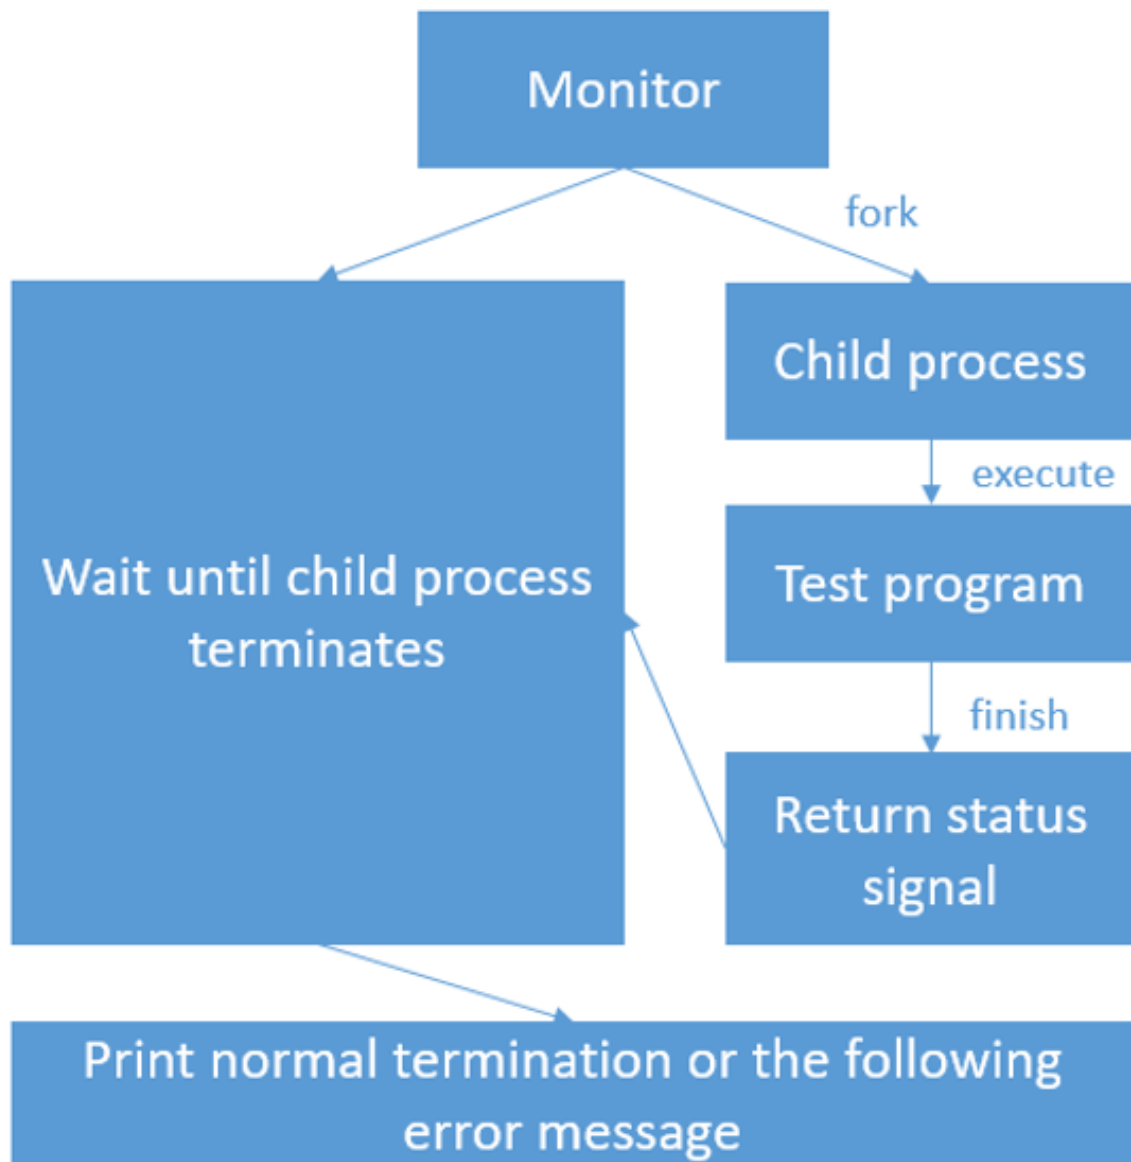 Monitor
fork
Child process
execute
Wait until child process
terminates
Test program
finish
Return status
signal
Print normal termination or the following
error message